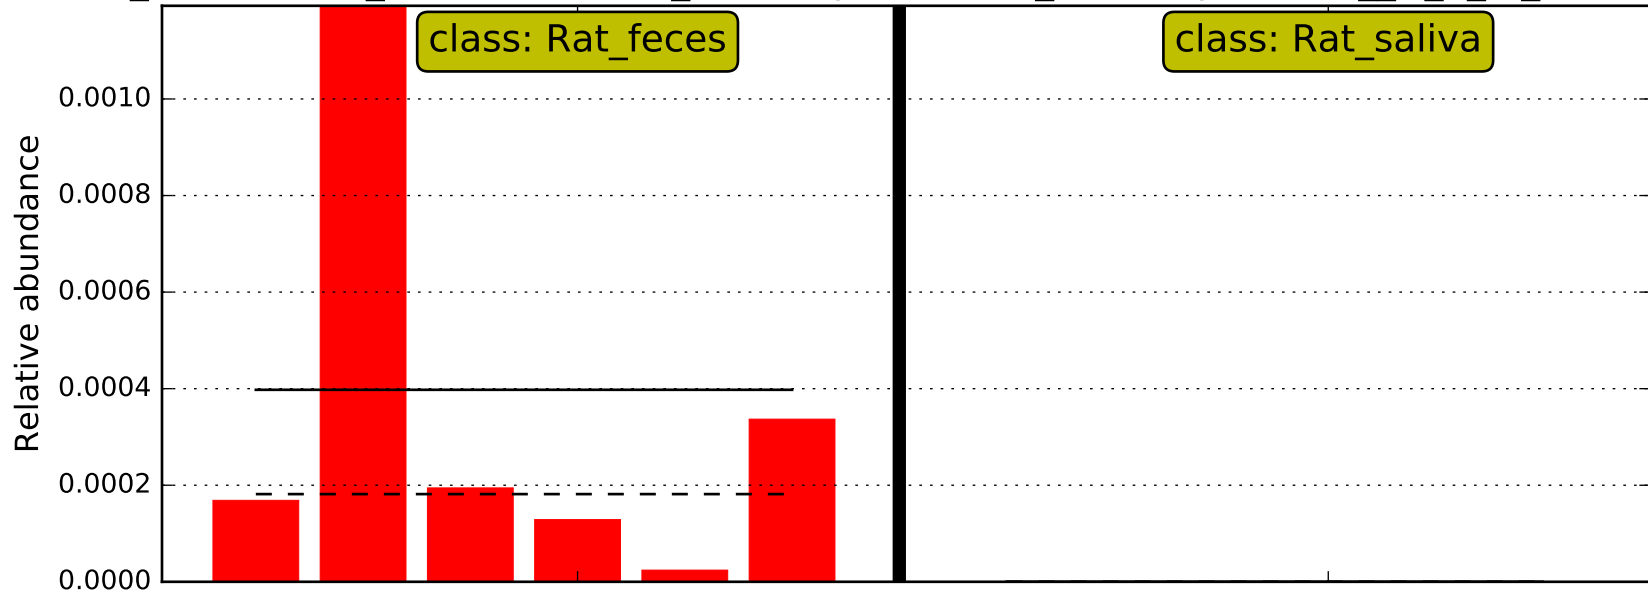 class: Rat_feces
class: Rat_saliva
0.0010
0.0008
0.0006
0.0004
0.0002
0.0000
Relative abundance